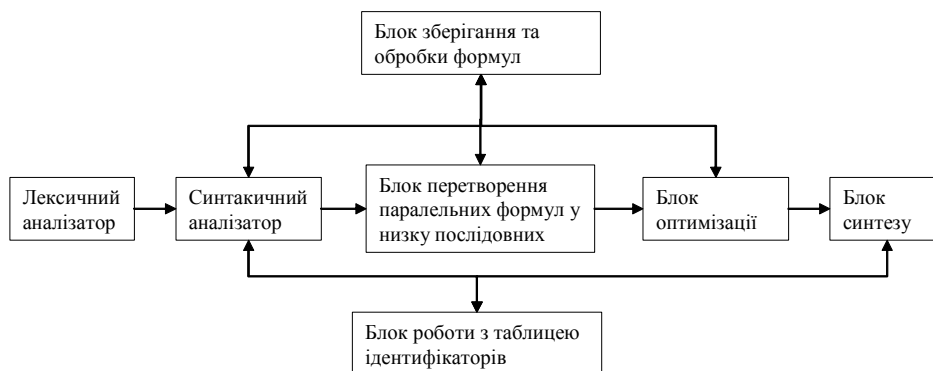 Блок зберігання та
обробки формул
Лексичний
аналізатор
Синтакичний
аналізатор
Блок перетворення
паралельних формул у
низку послідовних
Блок
оптимізації
Блок
синтезу
Блок роботи з таблицею
ідентифікаторів